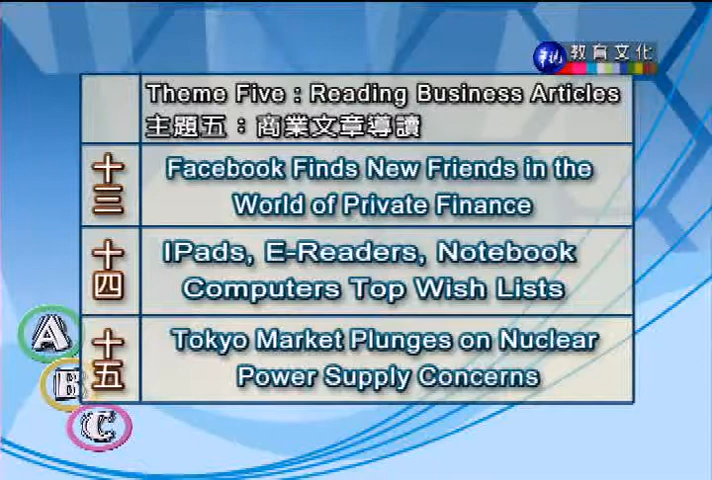 教育文化
Theme Five : Reading Business Articles
主題五：商業文章導讀
十三
Facebook Finds New Friends in the
World of Private Finance
十四
IPads, E-Readers, Notebook
Computers Top Wish Lists
十五
Tokyo Market Plunges on Nuclear
Power Supply Concerns
A
B
C